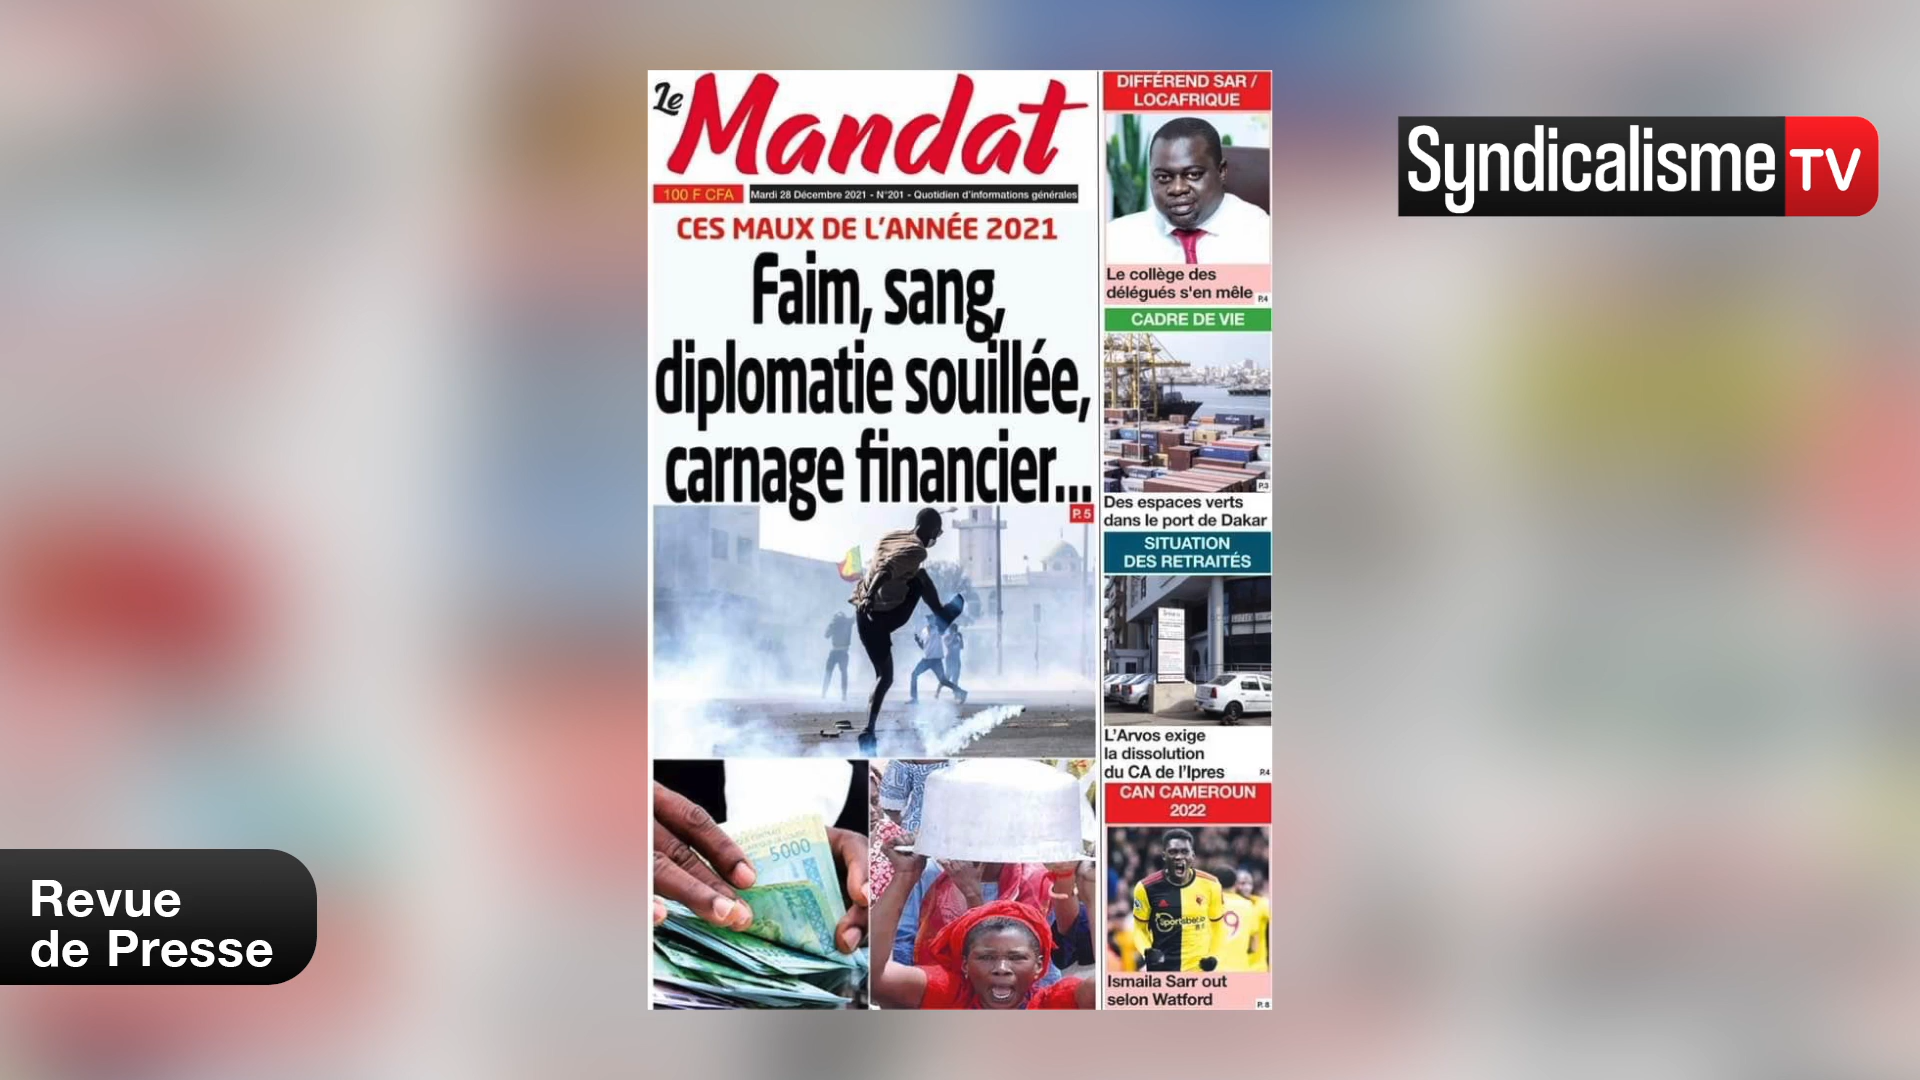 Le Mandat
100 F CFA
Mardi 28 Décembre 2021 - N°201 - Quotidien d'informations générales
CES MAUX DE L'ANNÉE 2021
Faim, sang,
diplomatie souillée,
carnage financier...
P. 5
5000
DIFFÉREND SAR /
LOCAFRIQUE
Le collège des
délégués s'en mêle
P.4
CADRE DE VIE
P.3
Des espaces verts
dans le port de Dakar
SITUATION
DES RETRAITÉS
L'Arvos exige
la dissolution
du CA de l'Ipres
P.4
CAN CAMEROUN
2022
Sportsbet.io
9
Ismaila Sarr out
selon Watford
P. 8
Syndicalisme TV
Revue
de Presse